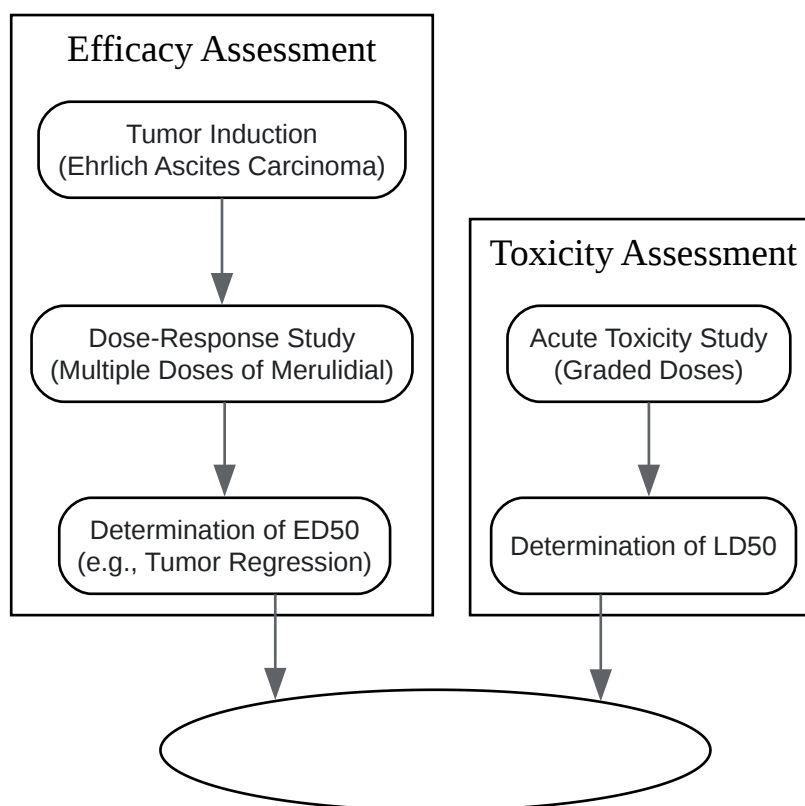 Efficacy Assessment
Tumor Induction
(Ehrlich Ascites Carcinoma)
Dose-Response Study
(Multiple Doses of Merulidial)
Determination of ED50
(e.g., Tumor Regression)
Toxicity Assessment
Acute Toxicity Study
(Graded Doses)
Determination of LD50